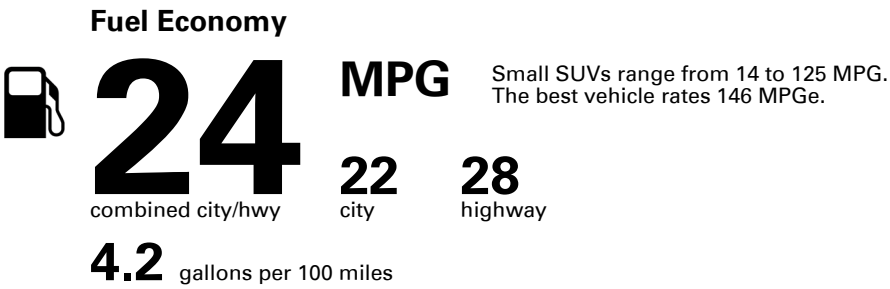 Fuel Economy
24 MPG
Small SUVs range from 14 to 125 MPG.
The best vehicle rates 146 MPGe.
combined city/hwy
22 city
28 highway
4.2 gallons per 100 miles